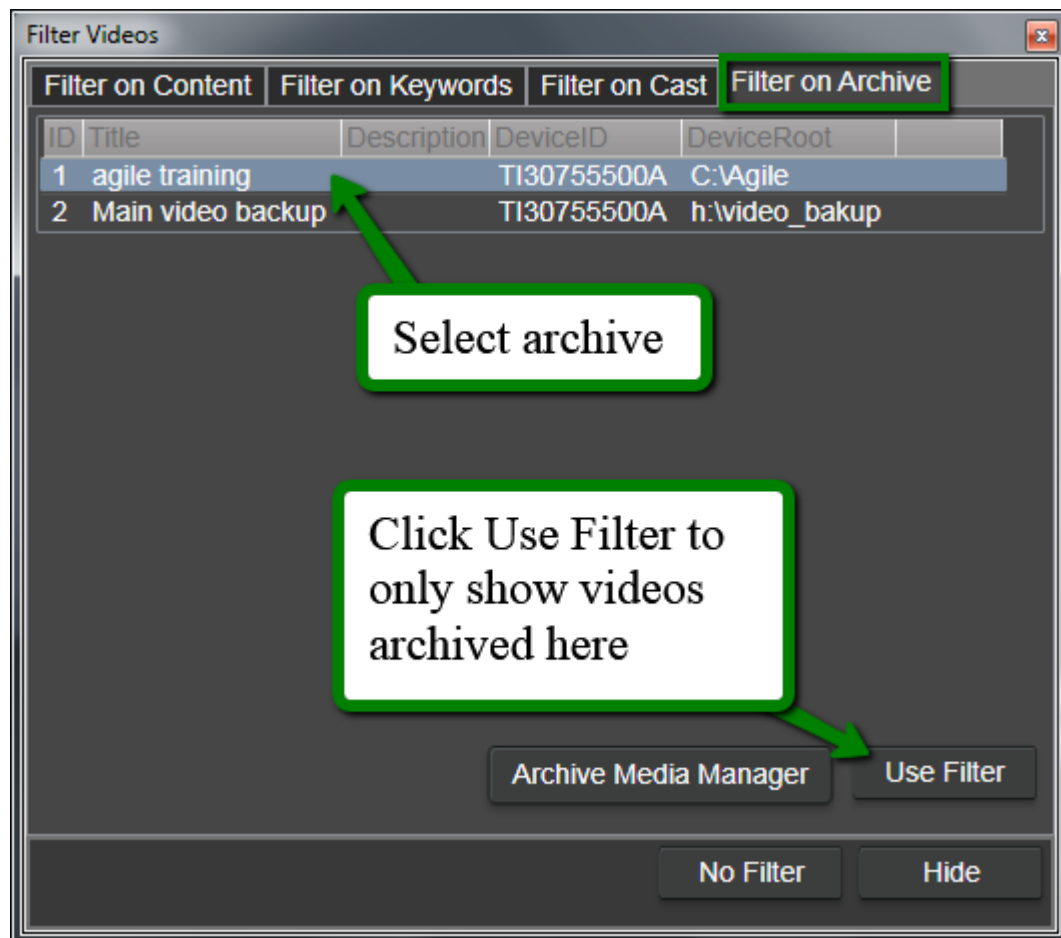 Filter Videos
Filter on Content Filter on Keywords Filter on Cast Filter on Archive
ID Title Description DeviceID DeviceRoot
1 agile training TI30755500A C:\Agile
2 Main video backup TI30755500A h:\video_bakup
Select archive
Click Use Filter to
only show videos
archived here
Archive Media Manager Use Filter
No Filter Hide